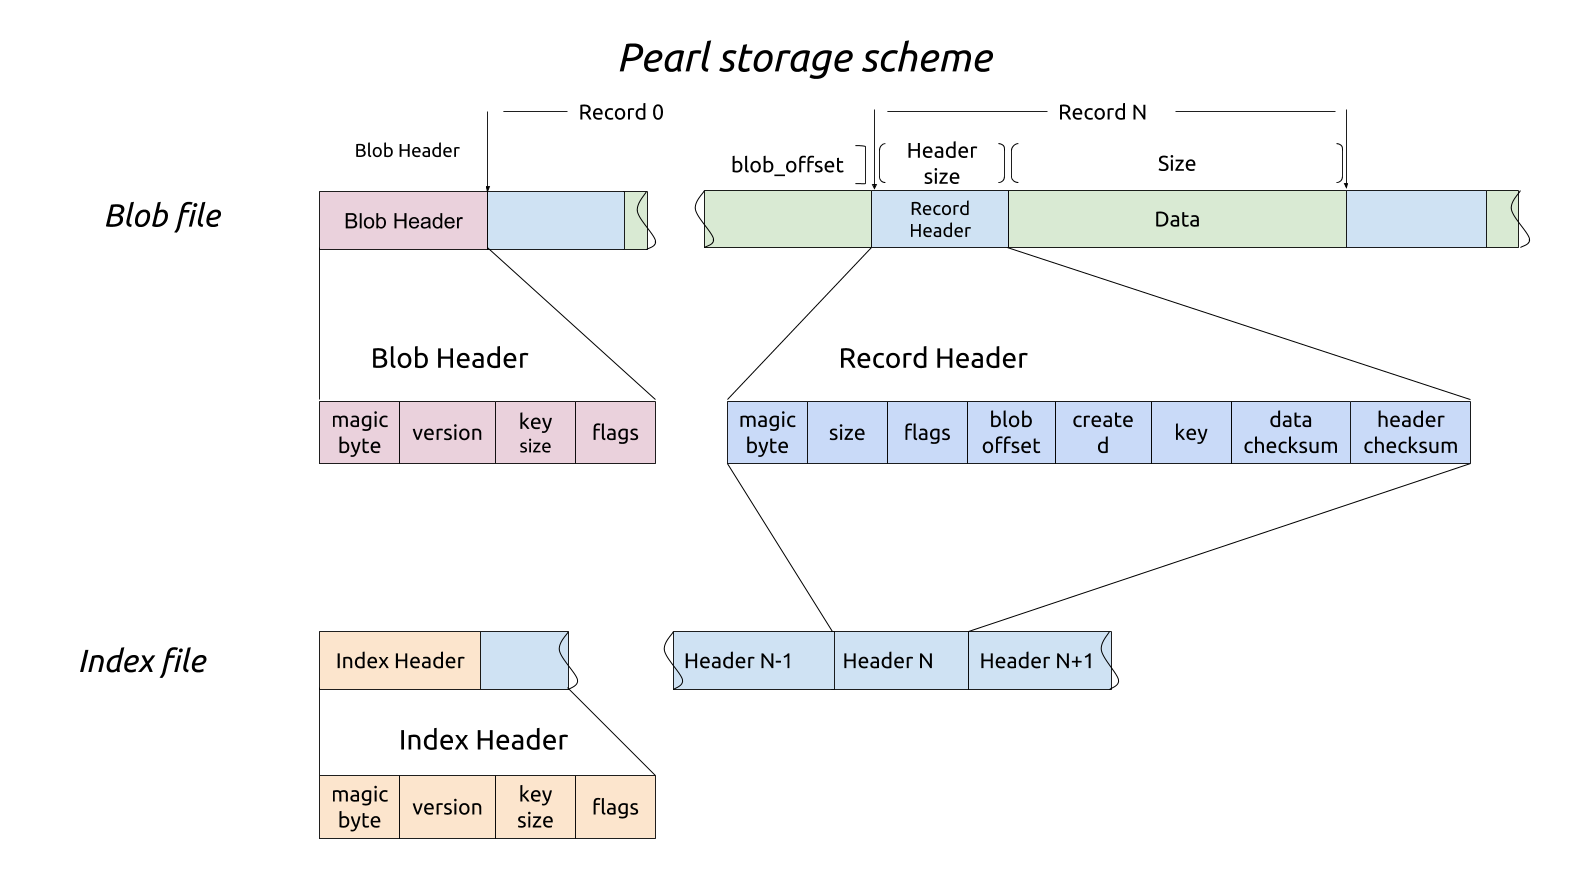 Pearl storage scheme
Record 0
Record N
Blob Header
blob_offset
Header
size
Size
Blob file
Blob Header
Record
Header
Data
Blob Header
Record Header
magic
byte
version
key
size
flags
magic
byte
size
flags
blob
offset
create
d
key
data
checksum
header
checksum
Index file
Index Header
Header N-1
Header N
Header N+1
Index Header
magic
byte
version
key
size
flags